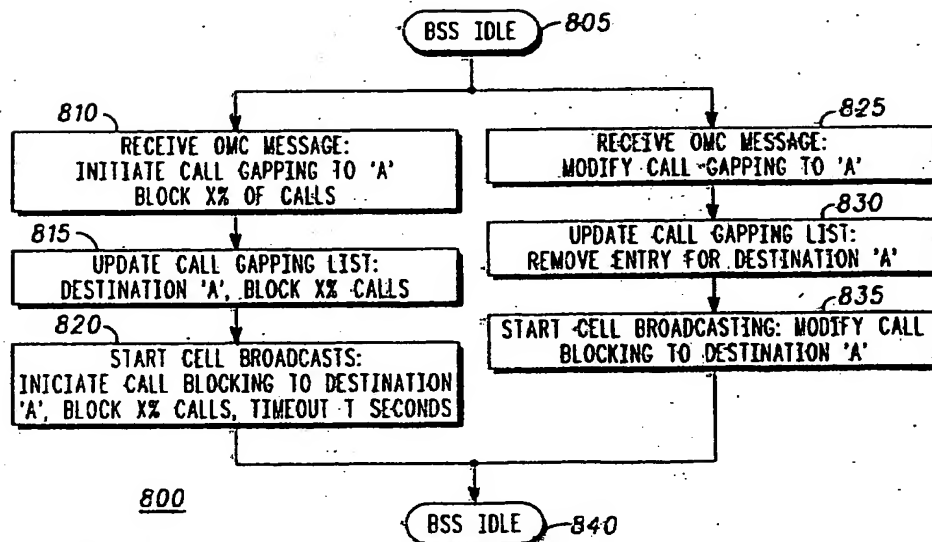 BSS IDLE
805
810
RECEIVE OMC MESSAGE:
INITIATE CALL GAPPING TO 'A'
BLOCK X% OF CALLS
815
UPDATE CALL GAPPING LIST:
DESTINATION 'A', BLOCK X% CALLS
820
START CELL BROADCASTS:
INICIATE CALL BLOCKING TO DESTINATION
'A', BLOCK X% CALLS, TIMEOUT T SECONDS
825
RECEIVE OMC MESSAGE:
MODIFY CALL GAPPING TO 'A'
830
UPDATE CALL GAPPING LIST:
REMOVE ENTRY FOR DESTINATION 'A'
835
START CELL BROADCASTING: MODIFY CALL
BLOCKING TO DESTINATION 'A'
800
BSS IDLE
840